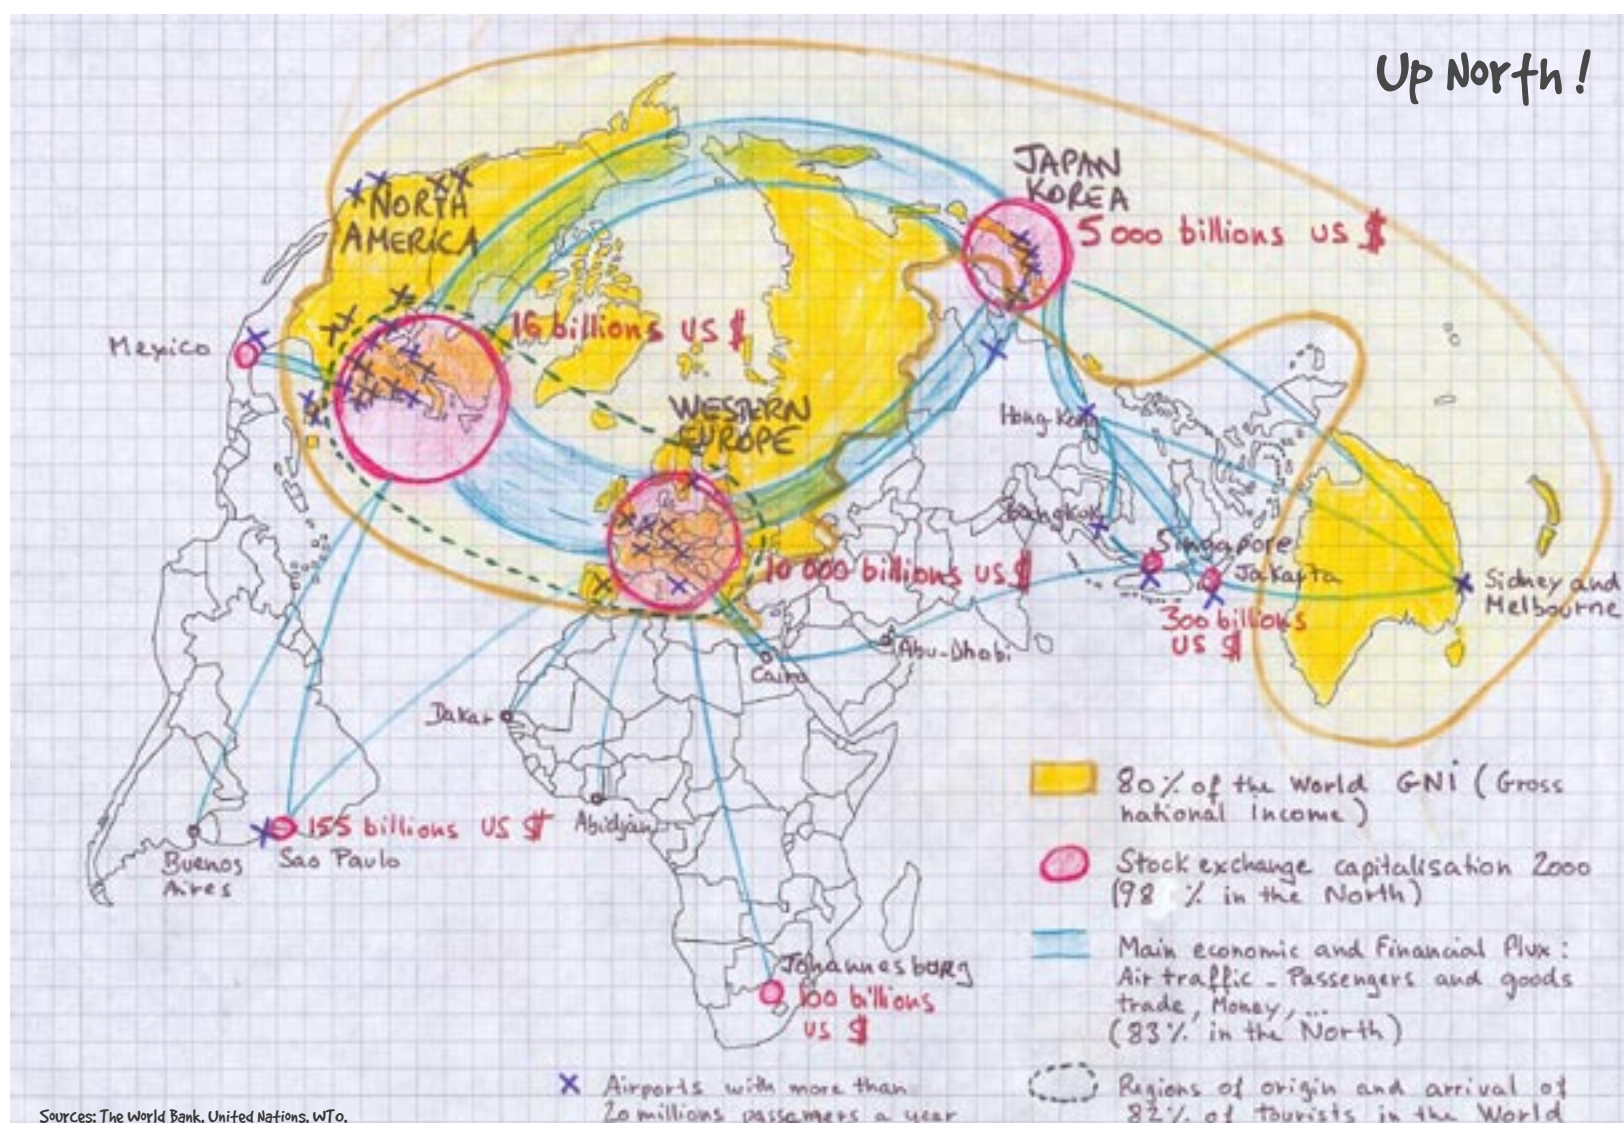 Up North !
JAPAN
KOREA
5 000 billions US $
NORTH
AMERICA
16 billions US $
Mexico
WESTERN
EUROPE
Hong-Kong
Bangkok
Singapore
10 000 billions US $
Jakarta
Sidney and
Melbourne
300 billions
US $
Abu-Dhabi
Cairo
Dakar
155 billions US $
Abidjan
Buenos
Aires
Sao Paulo
Johannesburg
100 billions
US $
80% of the World GNI (Gross
national income)
Stock exchange capitalisation 2000
(98 % in the North)
Main economic and Financial Flux :
Air traffic - Passengers and goods
trade, Money, ...
(83% in the North)
Regions of origin and arrival of
82% of tourists in the World
Airports with more than
20 millions passamers a year
Sources: The World Bank, United Nations, WTO.